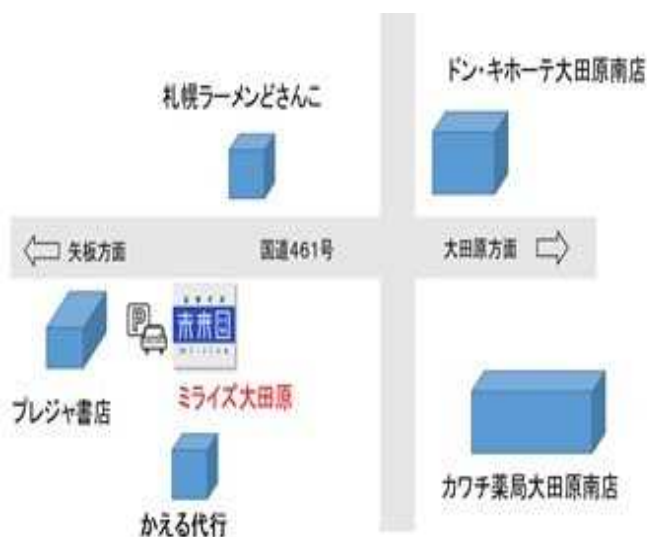 ドン・キホーテ大田原南店
札幌ラーメンどさんこ
矢板方面
国道461号
大田原方面
P
未来図
ミライズ大田原
プレジャ書店
カワチ薬局大田原南店
かえる代行